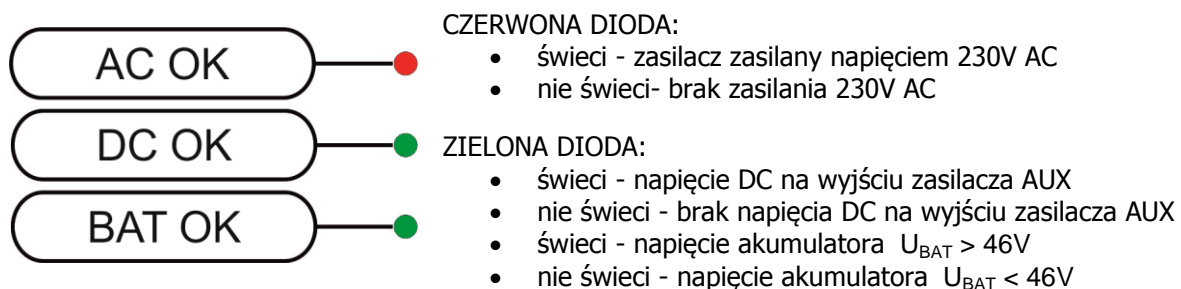 AC OK
DC OK
BAT OK
CZERWONA DIODA:
• świeci - zasilacz zasilany napięciem 230V AC
• nie świeci- brak zasilania 230V AC
ZIELONA DIODA:
• świeci - napięcie DC na wyjściu zasilacza AUX
• nie świeci - brak napięcia DC na wyjściu zasilacza AUX
• świeci - napięcie akumulatora U_BAT > 46V
• nie świeci - napięcie akumulatora U_BAT < 46V